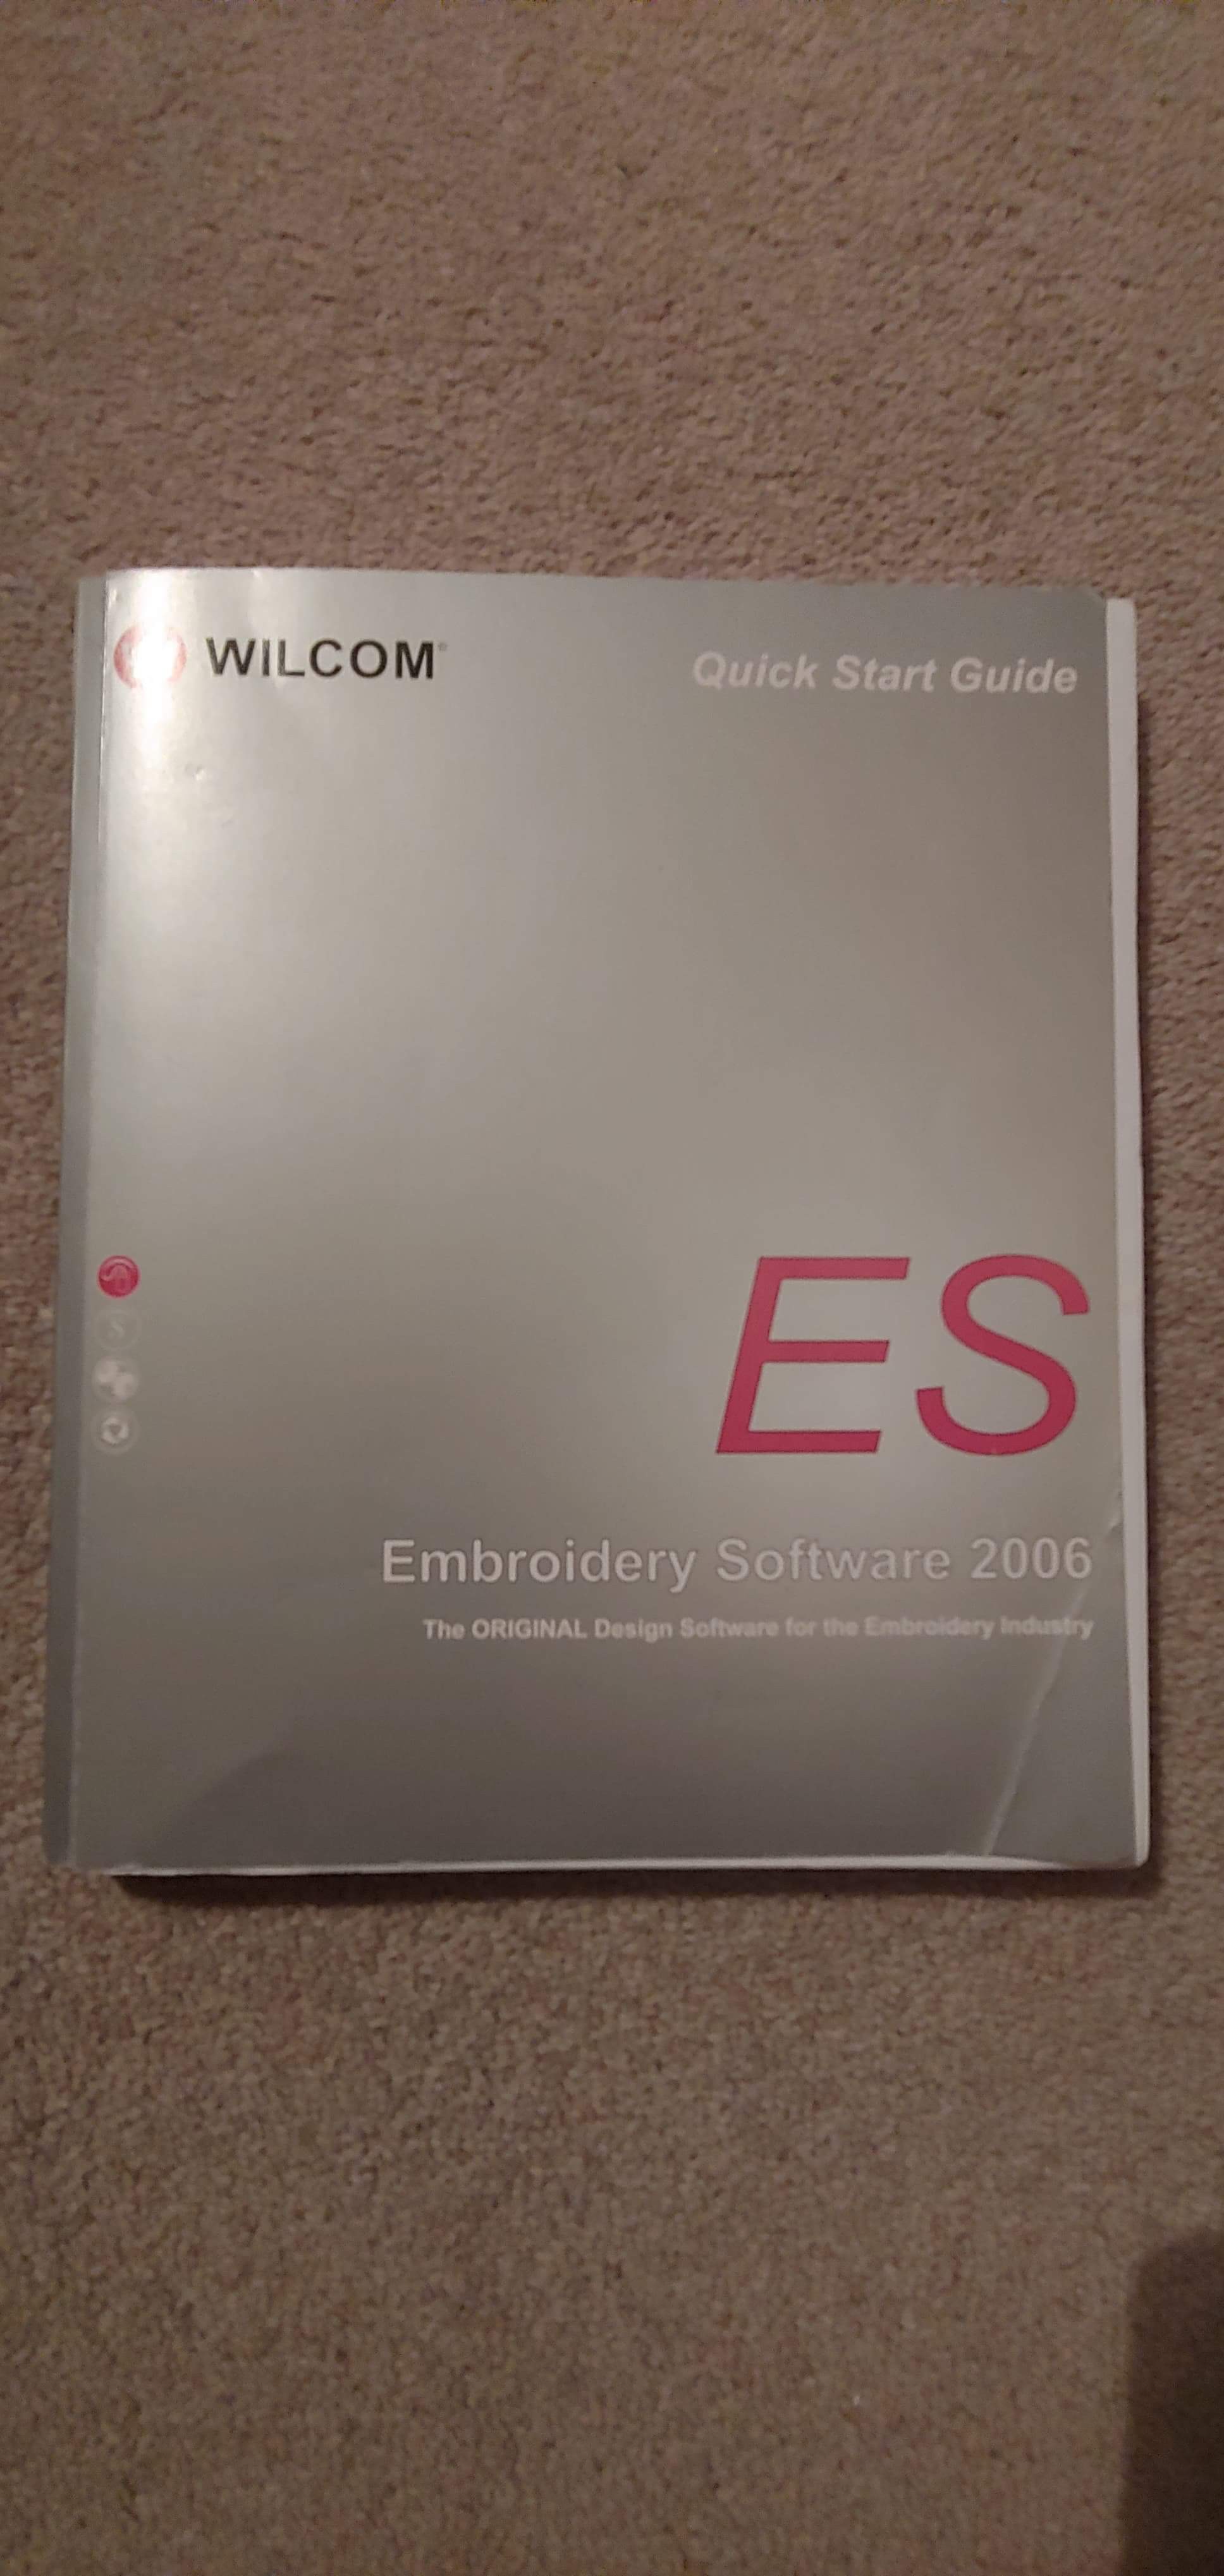 WILCOM®
Quick Start Guide
ES
Embroidery Software 2006
The ORIGINAL Design Software for the Embroidery Industry